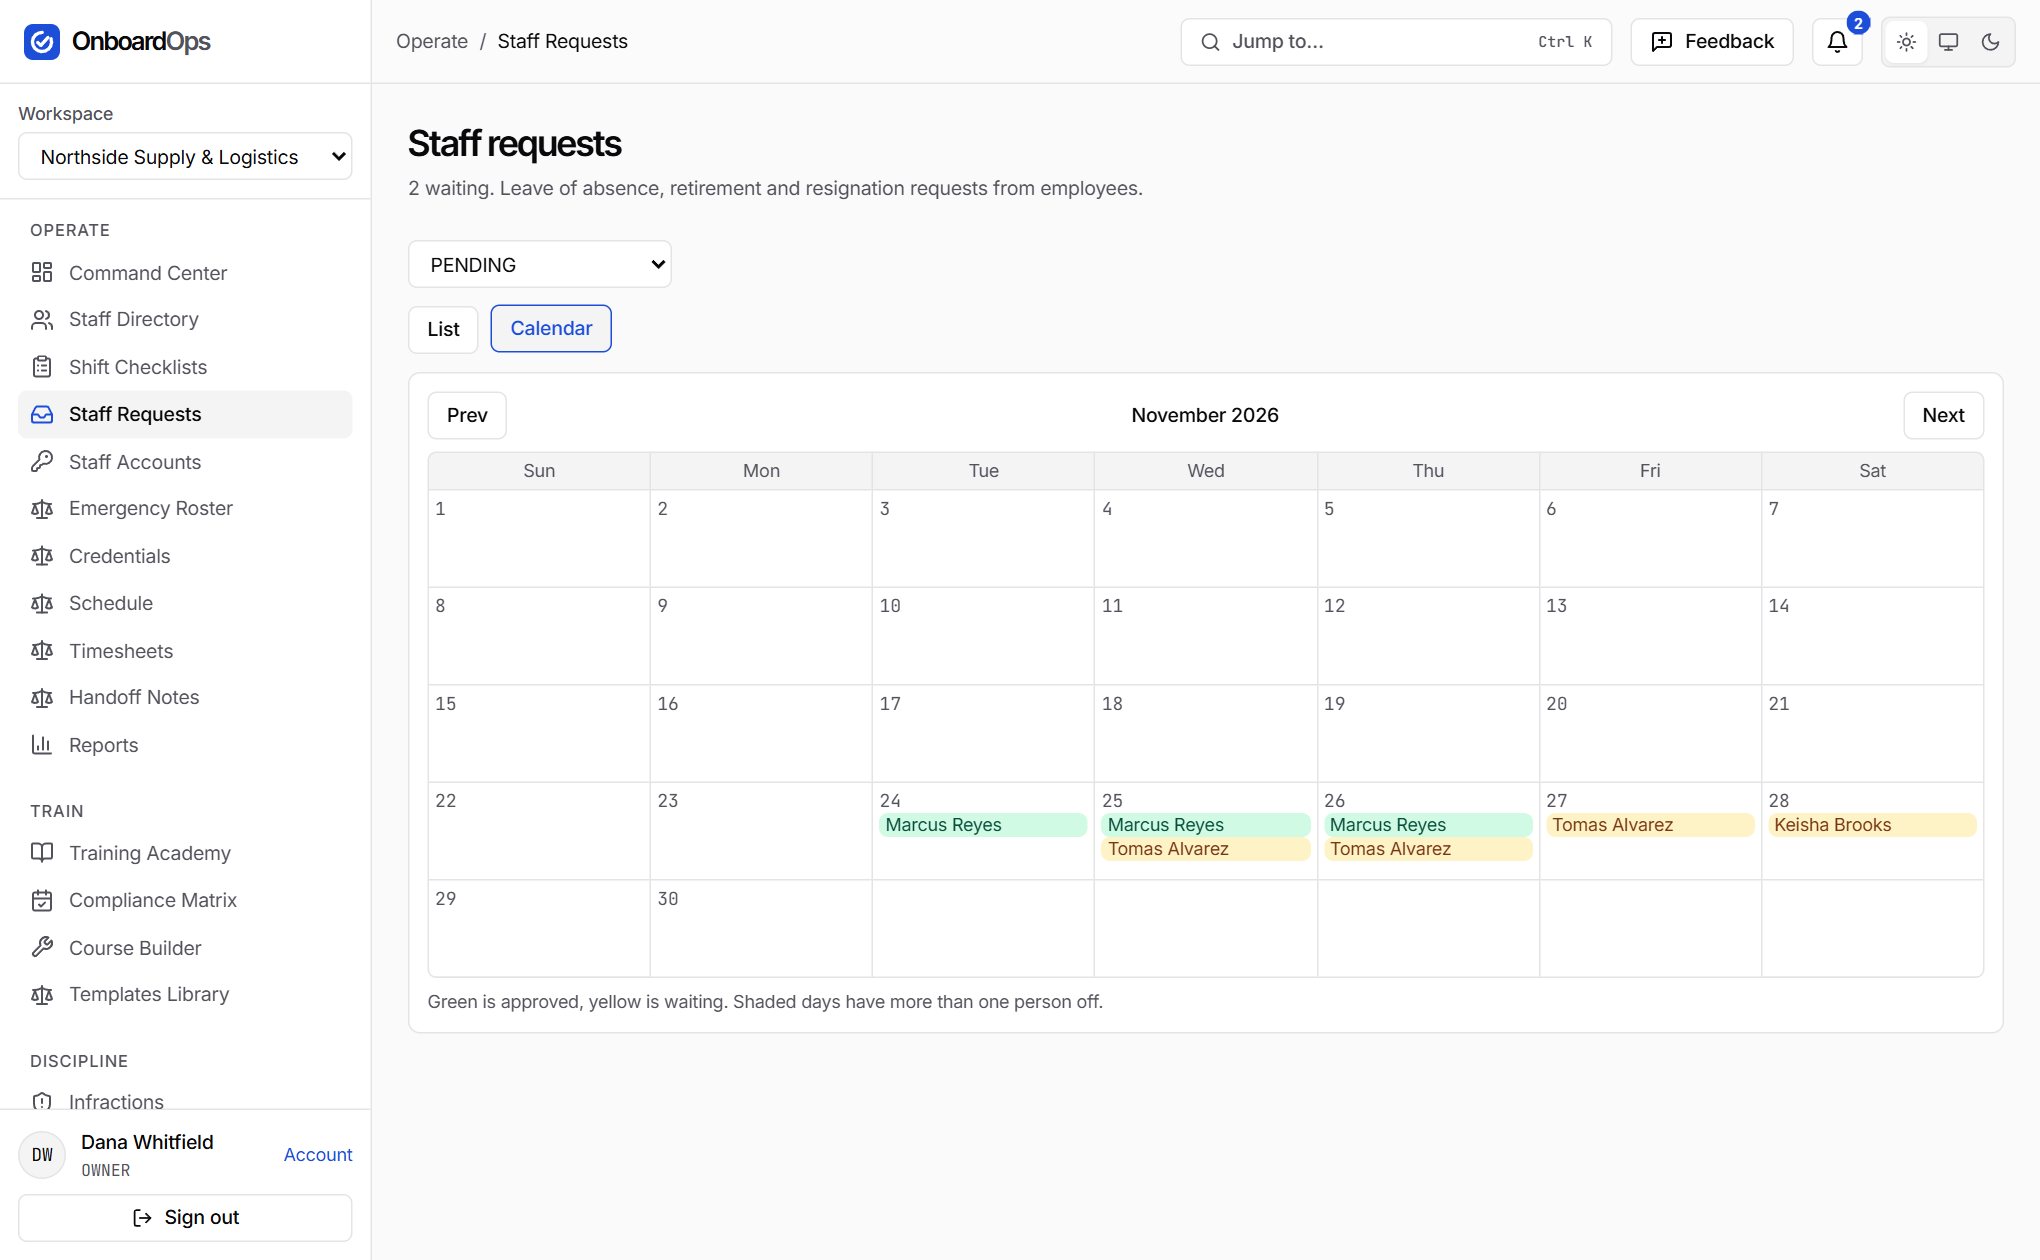 OnboardOps
Operate / Staff Requests
Jump to... Ctrl K
Feedback
2
Workspace
Northside Supply & Logistics
OPERATE
Command Center
Staff Directory
Shift Checklists
Staff Requests
Staff Accounts
Emergency Roster
Credentials
Schedule
Timesheets
Handoff Notes
Reports
TRAIN
Training Academy
Compliance Matrix
Course Builder
Templates Library
DISCIPLINE
Infractions
DW
Dana Whitfield
OWNER
Account
Sign out
Staff requests
2 waiting. Leave of absence, retirement and resignation requests from employees.
PENDING
List Calendar
Prev November 2026 Next
Sun Mon Tue Wed Thu Fri Sat
1 2 3 4 5 6 7
8 9 10 11 12 13 14
15 16 17 18 19 20 21
22 23 24 25 26 27 28
Marcus Reyes Marcus Reyes Marcus Reyes Tomas Alvarez Keisha Brooks
Tomas Alvarez Tomas Alvarez
29 30
Green is approved, yellow is waiting. Shaded days have more than one person off.